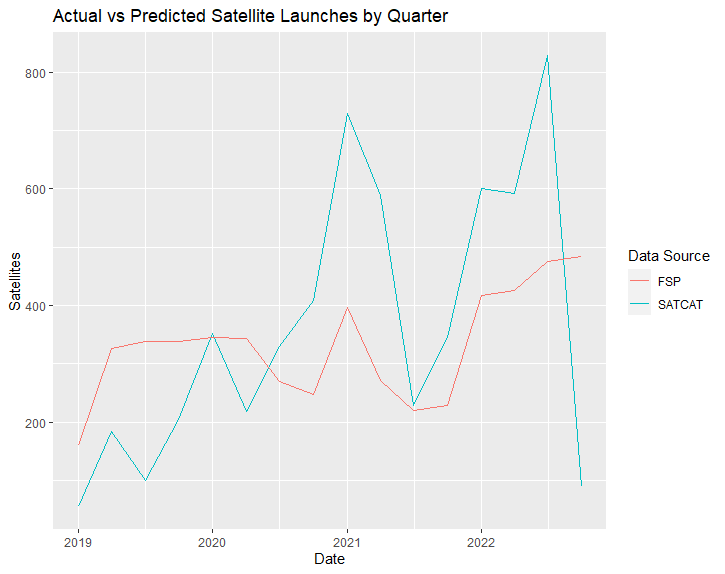 Actual vs Predicted Satellite Launches by Quarter
800
600
400
200
Satellites
2019 2020 2021 2022
Date
Data Source
FSP
SATCAT